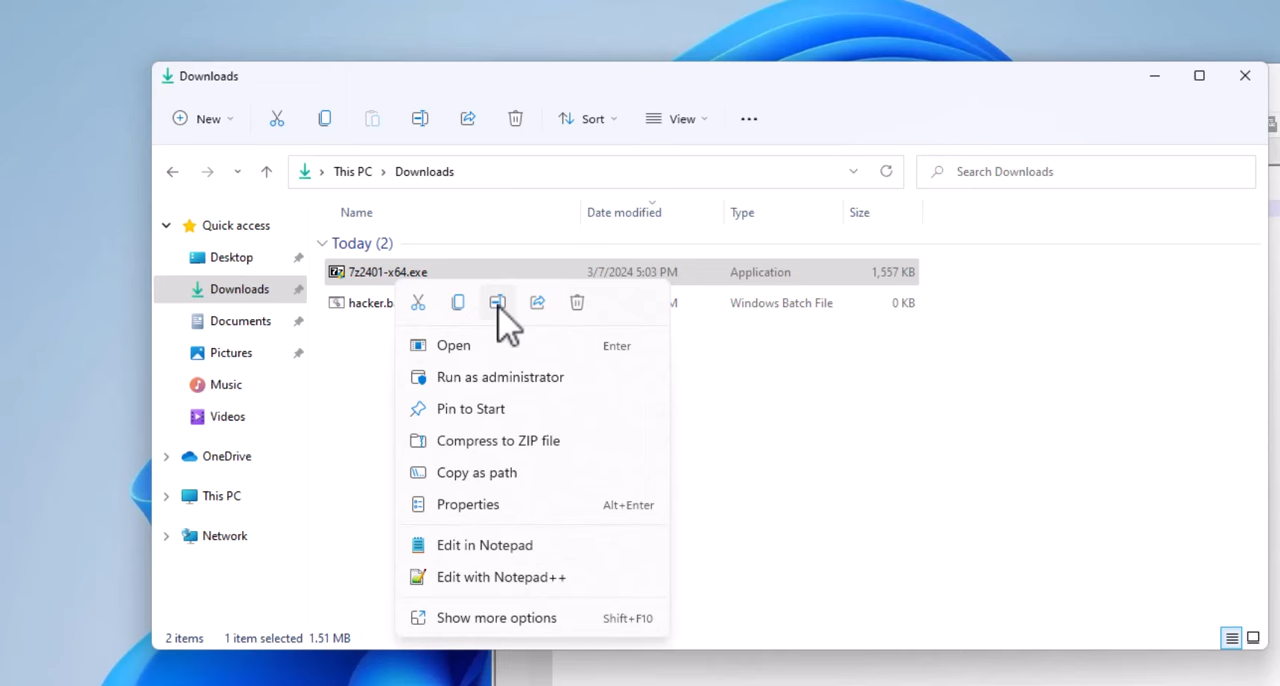 Downloads
New
Sort
View
This PC
Downloads
Search Downloads
Name
Date modified
Type
Size
Quick access
Desktop
Downloads
Documents
Pictures
Music
Videos
OneDrive
This PC
Network
Today (2)
7z2401-x64.exe 3/7/2024 5:03 PM Application 1,557 KB
hacker.b M Windows Batch File 0 KB
Open Enter
Run as administrator
Pin to Start
Compress to ZIP file
Copy as path
Properties Alt+Enter
Edit in Notepad
Edit with Notepad++
Show more options Shift+F10
2 items 1 item selected 1.51 MB